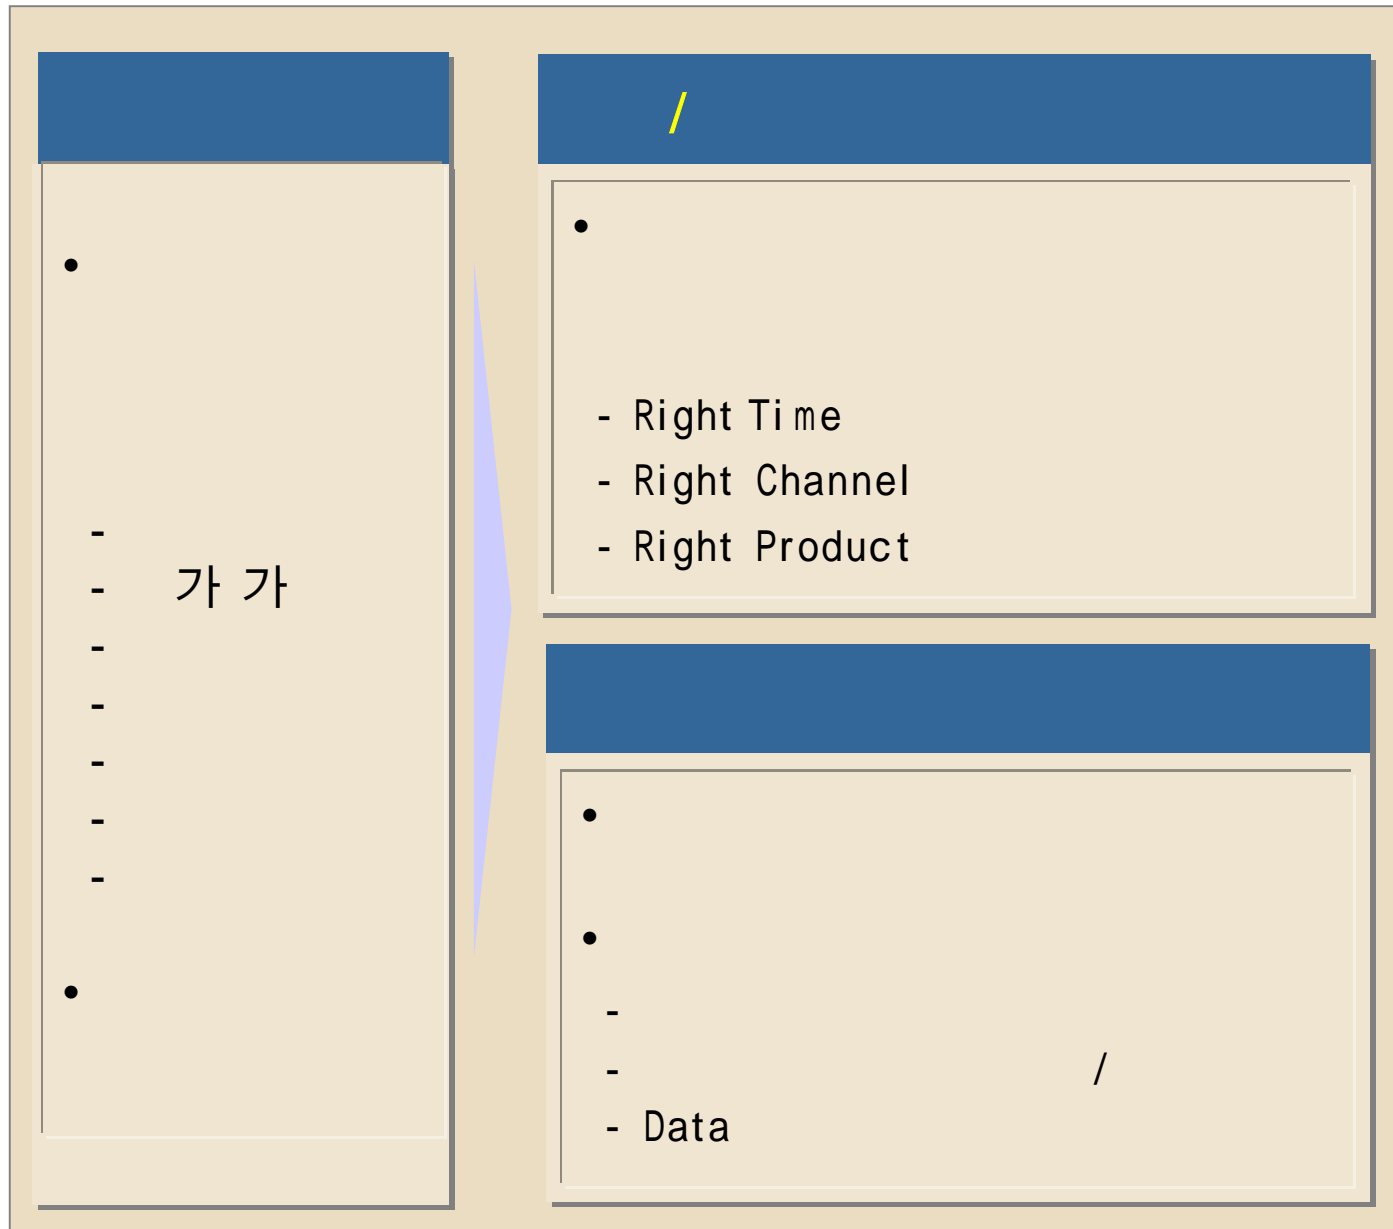 •
-
- 가 가
-
-
-
-
-
•
/
•
- Right Time
- Right Channel
- Right Product
•
•
-
- /
- Data